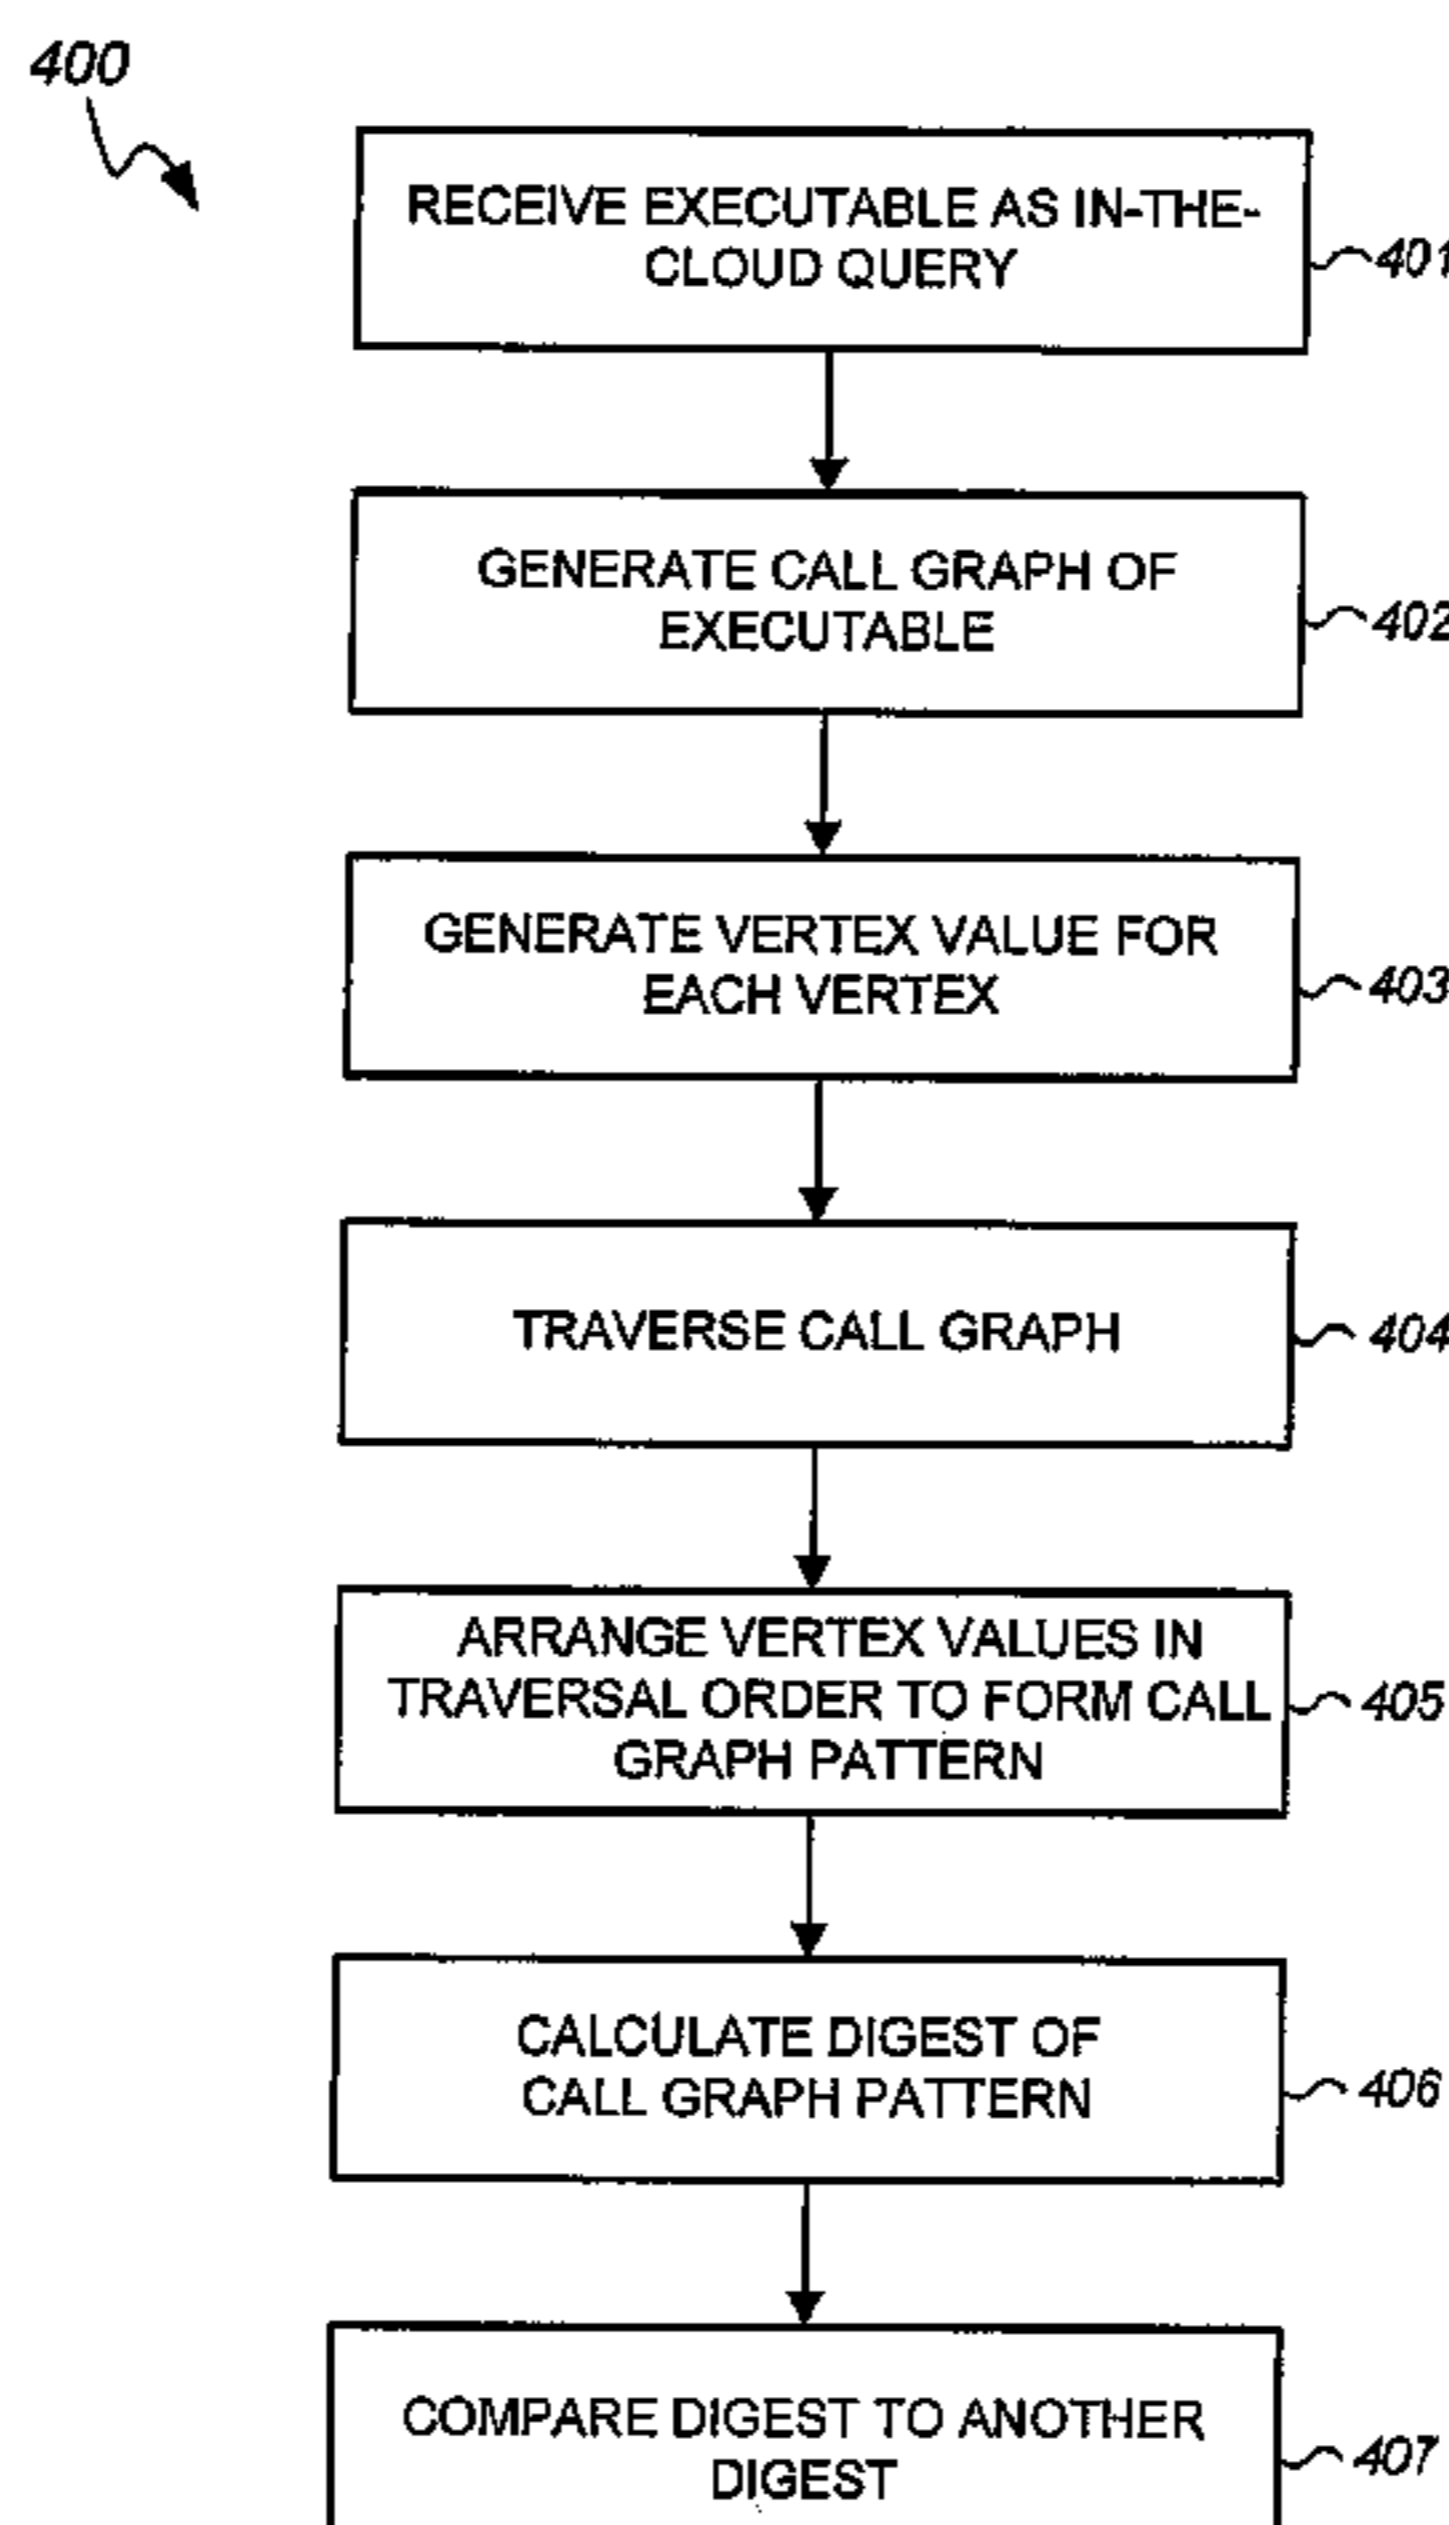 400
RECEIVE EXECUTABLE AS IN-THE-
CLOUD QUERY
401
GENERATE CALL GRAPH OF
EXECUTABLE
402
GENERATE VERTEX VALUE FOR
EACH VERTEX
403
TRAVERSE CALL GRAPH
404
ARRANGE VERTEX VALUES IN
TRAVERSAL ORDER TO FORM CALL
GRAPH PATTERN
405
CALCULATE DIGEST OF
CALL GRAPH PATTERN
406
COMPARE DIGEST TO ANOTHER
DIGEST
407